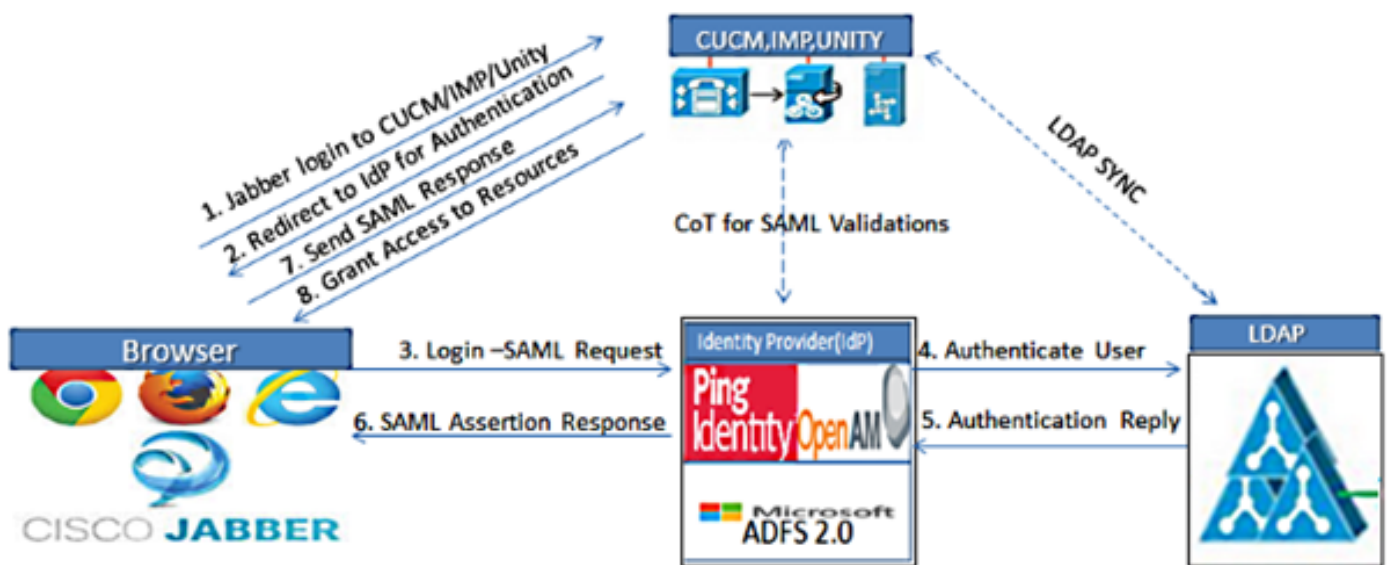 CUCM,IMP,UNITY
1. Jabber login to CUCM/IMP/Unity
2. Redirect to IdP for Authentication
7. Send SAML Response
8. Grant Access to Resources
LDAP SYNC
CoT for SAML Validations
Browser
3. Login –SAML Request
6. SAML Assertion Response
CISCO JABBER
Identity Provider(IdP)
Ping
Identity
OpenAM
Microsoft
ADFS 2.0
4. Authenticate User
5. Authentication Reply
LDAP